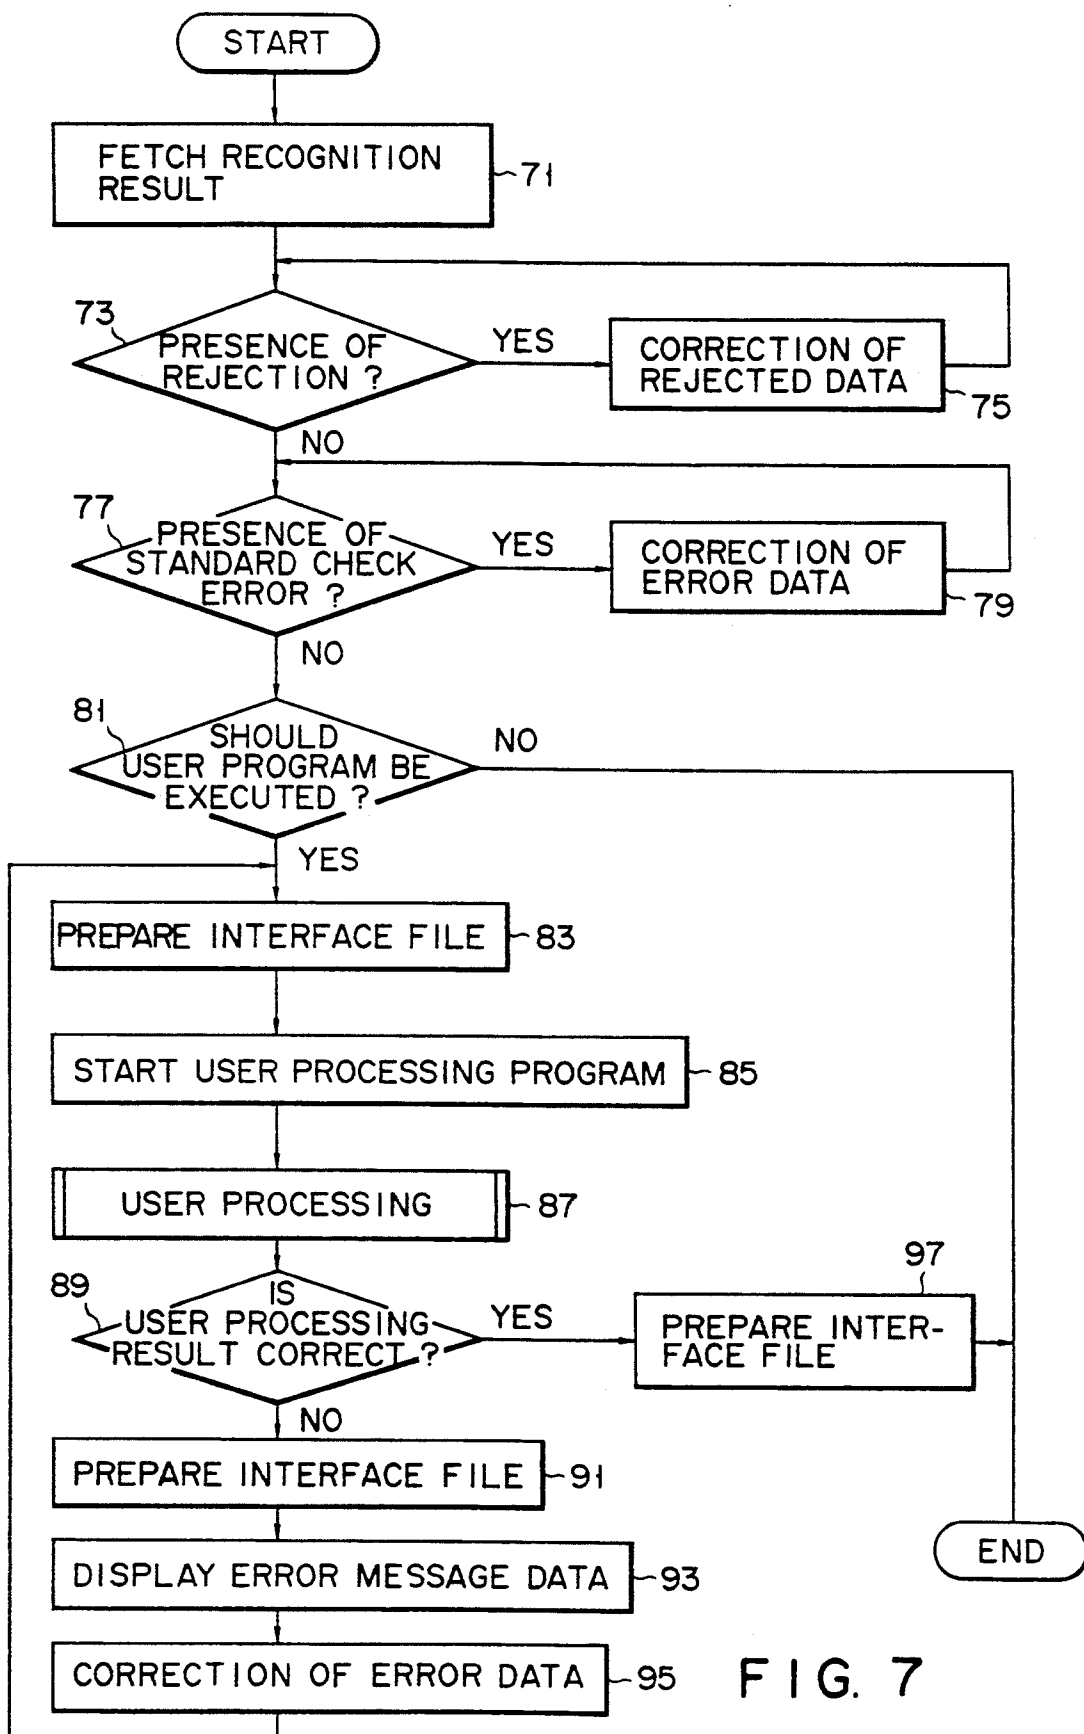 START
FETCH RECOGNITION
RESULT
71
73
PRESENCE OF
REJECTION ?
YES
CORRECTION OF
REJECTED DATA
75
NO
77
PRESENCE OF
STANDARD CHECK
ERROR ?
YES
CORRECTION OF
ERROR DATA
79
NO
81
SHOULD
USER PROGRAM BE
EXECUTED ?
NO
YES
PREPARE INTERFACE FILE
83
START USER PROCESSING PROGRAM
85
USER PROCESSING
87
89
IS
USER PROCESSING
RESULT CORRECT ?
YES
97
PREPARE INTER-
FACE FILE
NO
PREPARE INTERFACE FILE
91
DISPLAY ERROR MESSAGE DATA
93
END
CORRECTION OF ERROR DATA
95
FIG. 7